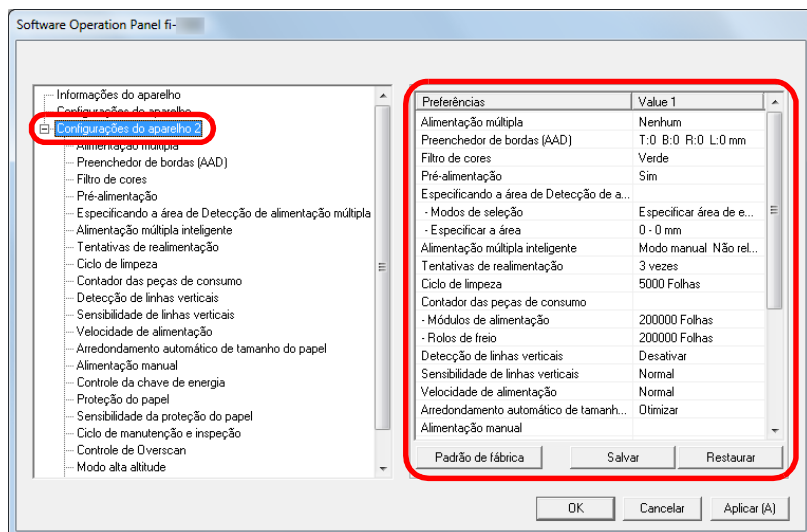 Software Operation Panel fi-
Informações do aparelho
Configurações do aparelho
Configurações do aparelho 2
Alimentação múltipla
Preenchedor de bordas (AAD)
Filtro de cores
Pré-alimentação
Especificando a área de Detecção de alimentação múltipla
Alimentação múltipla inteligente
Tentativas de realimentação
Ciclo de limpeza
Contador das peças de consumo
Detecção de linhas verticais
Sensibilidade de linhas verticais
Velocidade de alimentação
Arredondamento automático de tamanho do papel
Alimentação manual
Controle da chave de energia
Proteção do papel
Sensibilidade da proteção do papel
Ciclo de manutenção e inspeção
Controle de Overscan
Modo alta altitude
Preferências Value 1
Alimentação múltipla Nenhum
Preenchedor de bordas (AAD) T:0 B:0 R:0 L:0 mm
Filtro de cores Verde
Pré-alimentação Sim
Especificando a área de Detecção de a...
- Modos de seleção Especificar área de e...
- Especificar a área 0 - 0 mm
Alimentação múltipla inteligente Modo manual Não rel...
Tentativas de realimentação 3 vezes
Ciclo de limpeza 5000 Folhas
Contador das peças de consumo
- Módulos de alimentação 200000 Folhas
- Rolos de freio 200000 Folhas
Detecção de linhas verticais Desativar
Sensibilidade de linhas verticais Normal
Velocidade de alimentação Normal
Arredondamento automático de tamanh... Otimizar
Alimentação manual
Padrão de fábrica Salvar Restaurar
OK Cancelar Aplicar (A)